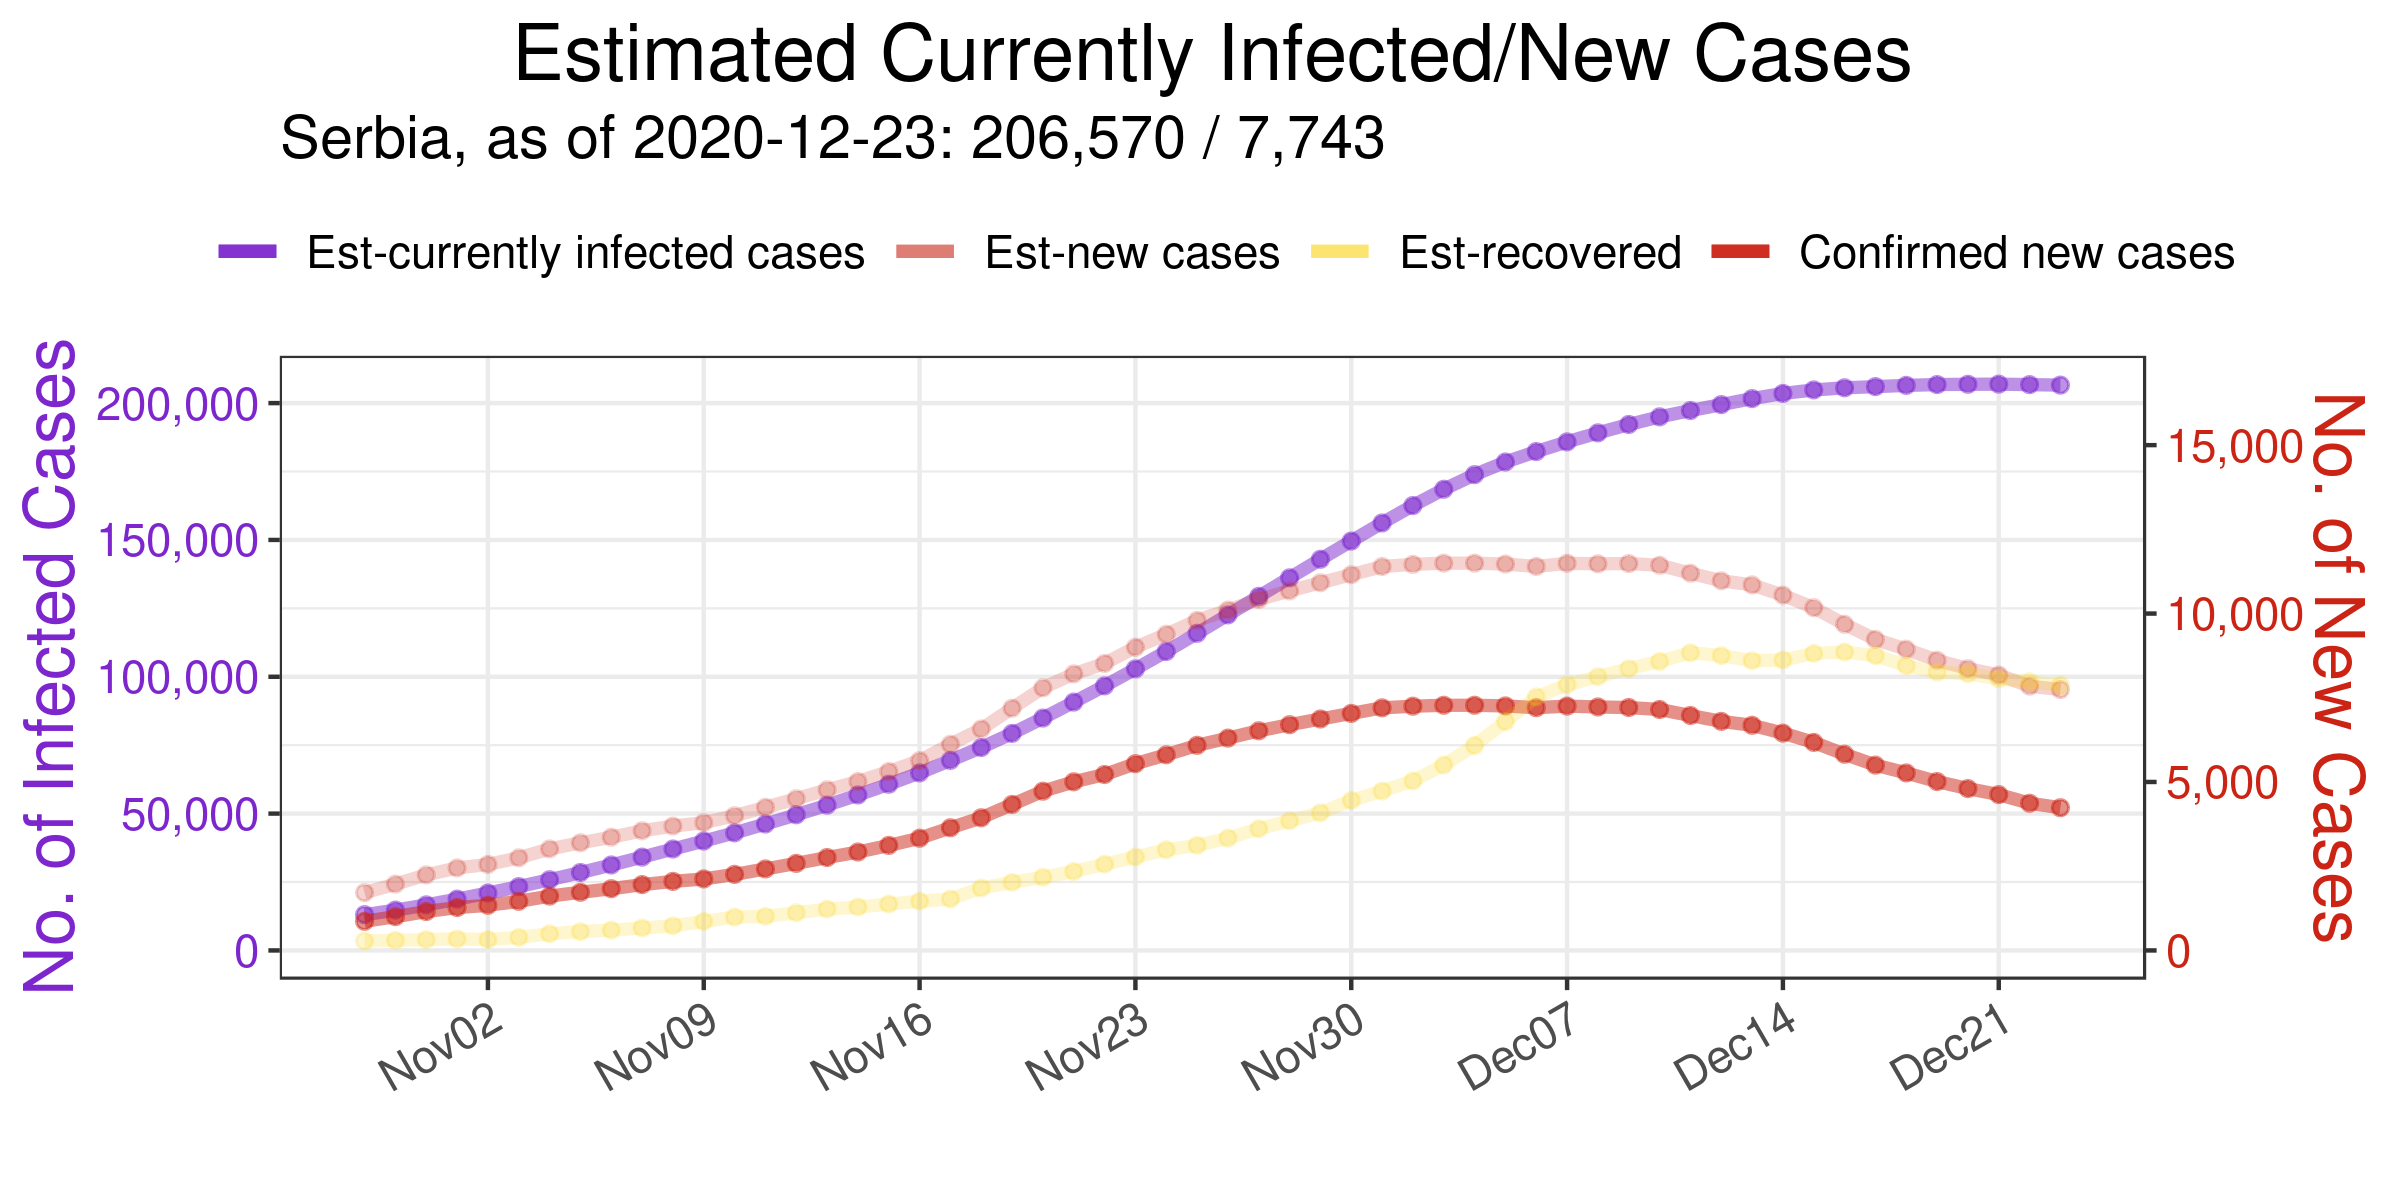 Estimated Currently Infected/New Cases
Serbia, as of 2020-12-23: 206,570 / 7,743
Est-currently infected cases Est-new cases Est-recovered Confirmed new cases
No. of Infected Cases
200,000
150,000
100,000
50,000
0
15,000
10,000
5,000
0
No. of New Cases
Nov02 Nov09 Nov16 Nov23 Nov30 Dec07 Dec14 Dec21